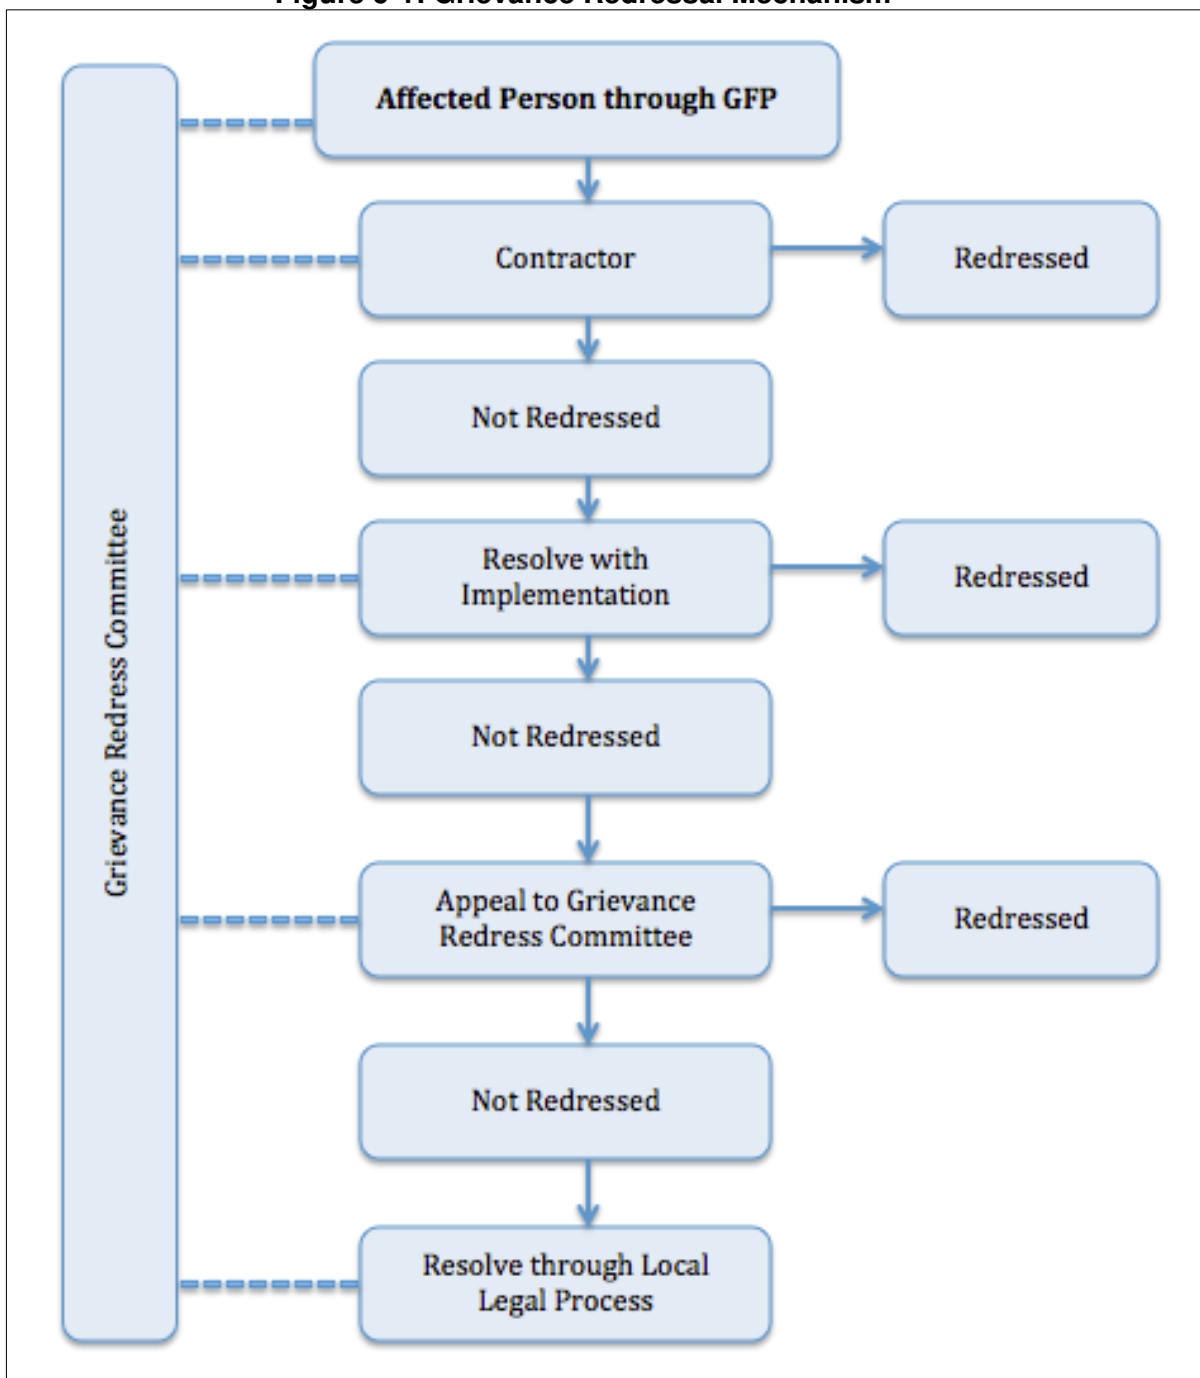 Affected Person through GFP
Contractor
Redressed
Not Redressed
Resolve with
Implementation
Redressed
Not Redressed
Appeal to Grievance
Redress Committee
Redressed
Not Redressed
Resolve through Local
Legal Process
Grievance Redress Committee